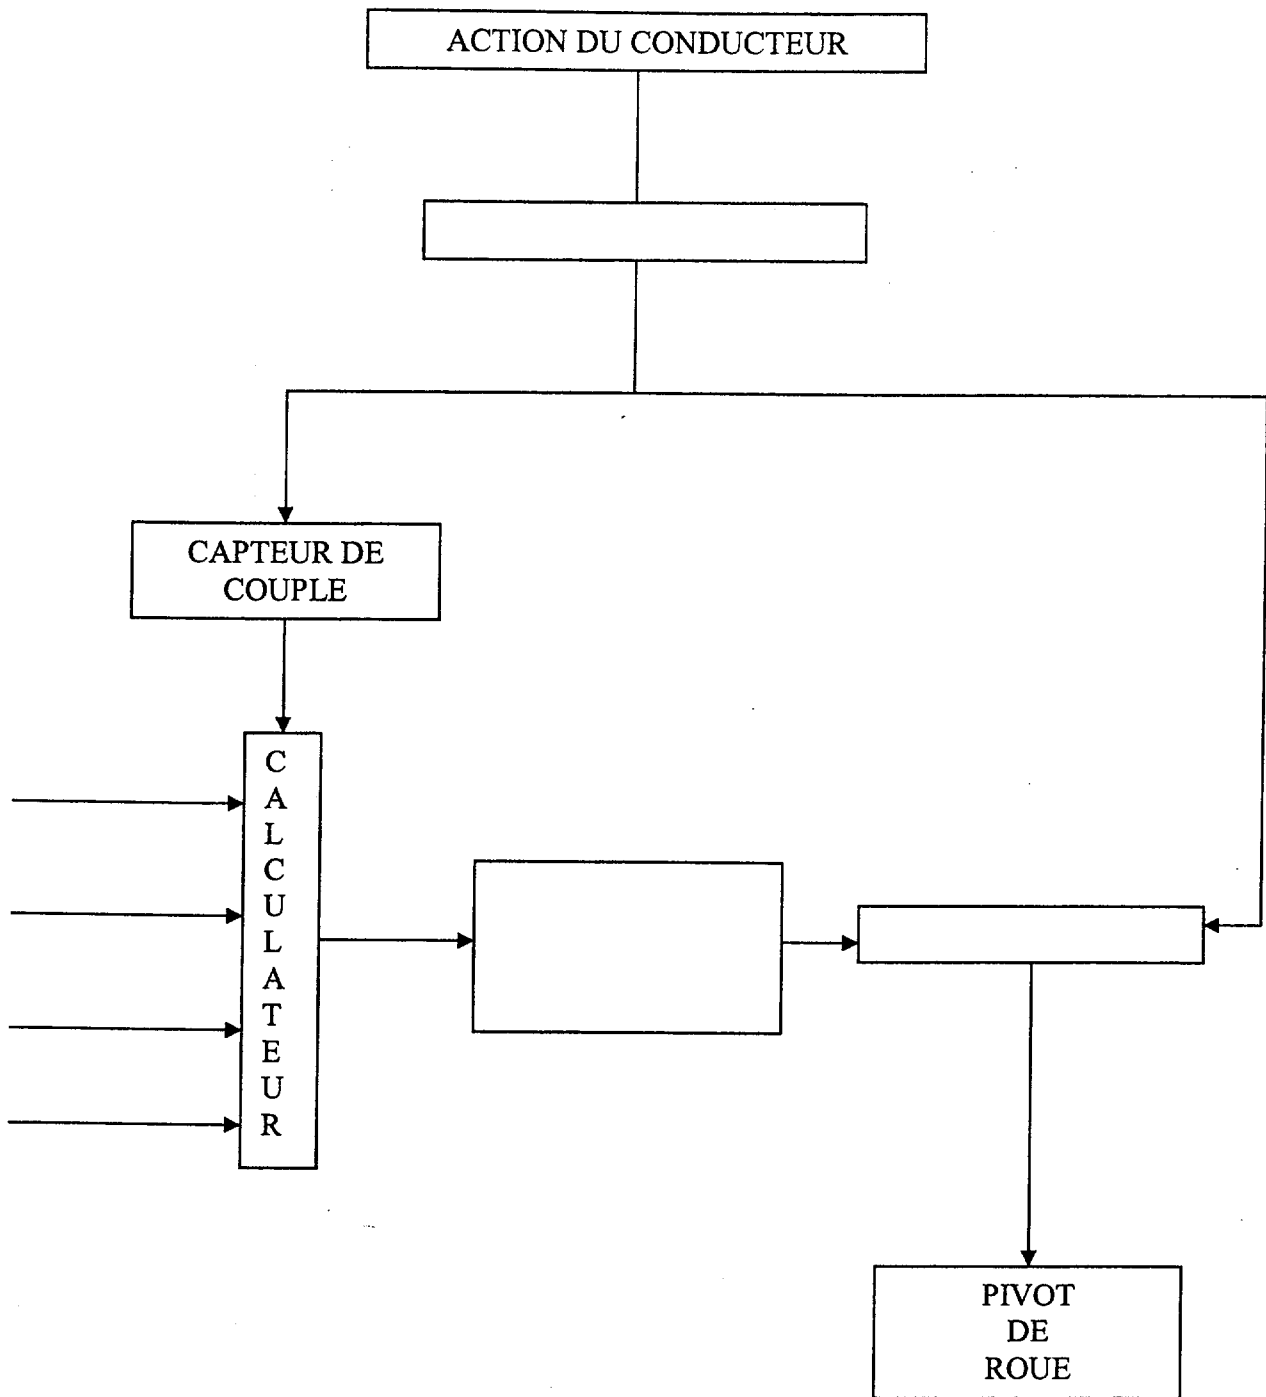 ACTION DU CONDUCTEUR
CAPTEUR DE
COUPLE
C
A
L
C
U
L
A
T
E
U
R
PIVOT
DE
ROUE